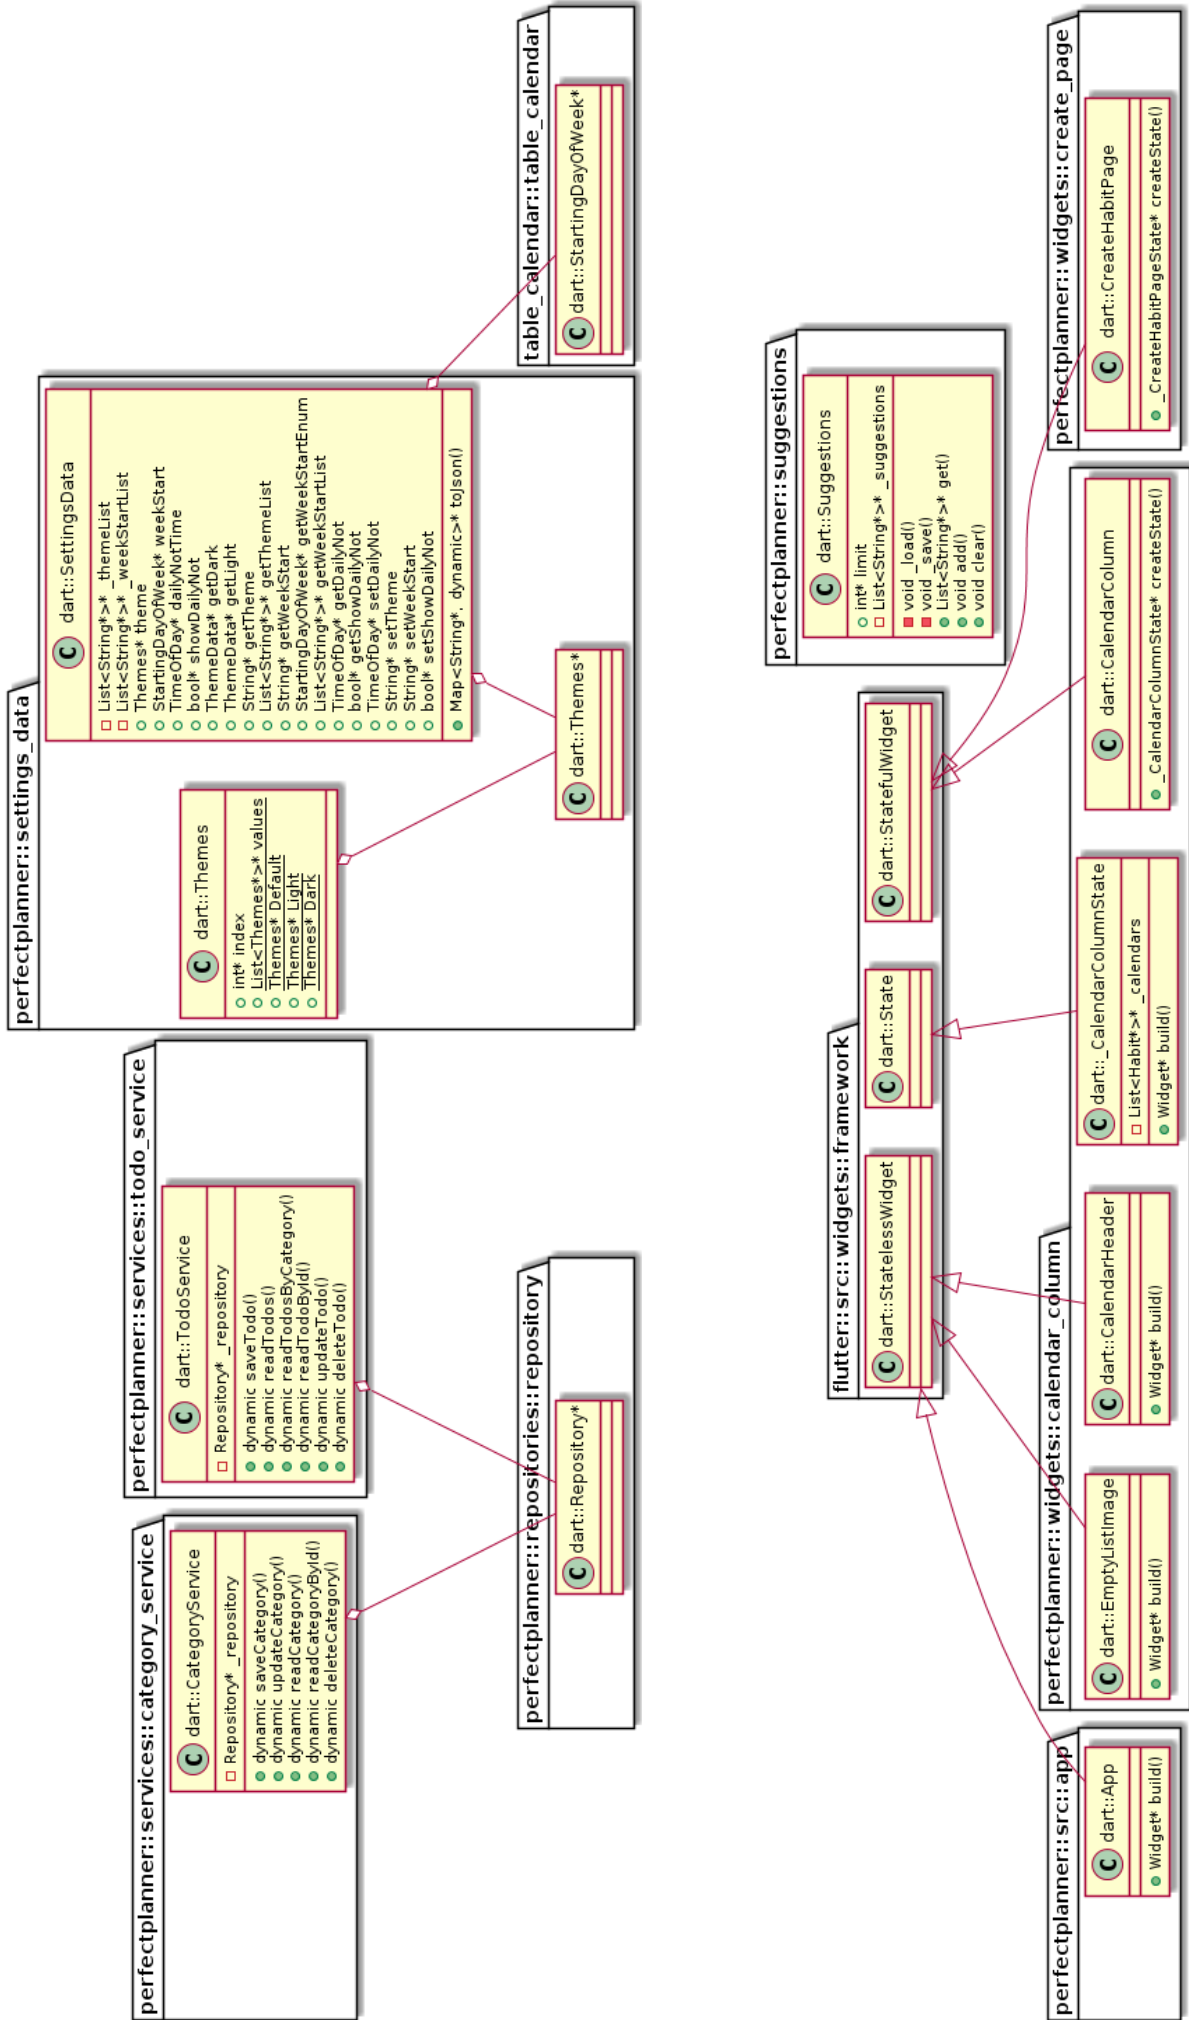 perfectplanner::services::category_service
dart::CategoryService
Repository* _repository
dynamic saveCategory()
dynamic updateCategory()
dynamic readCategory()
dynamic readCategoryById()
dynamic deleteCategory()
perfectplanner::services::todo_service
dart::TodoService
Repository* _repository
dynamic saveTodo()
dynamic readTodos()
dynamic readTodosByCategory()
dynamic readTodoById()
dynamic updateTodo()
dynamic deleteTodo()
perfectplanner::settings_data
dart::Themes
int* index
List<Themes*>* values
Themes* Default
Themes* Light
Themes* Dark
dart::SettingsData
List<String*>* _themeList
List<String*>* _weekStartList
Themes* theme
StartingDayOfWeek* weekStart
TimeOfDay* dailyNotTime
bool* showDailyNot
ThemeData* getDark
ThemeData* getLight
String* getTheme
List<String*>* getThemeList
String* getWeekStart
StartingDayOfWeek* getWeekStartEnum
List<String*>* getWeekStartList
TimeOfDay* getDailyNot
bool* getShowDailyNot
TimeOfDay* setDailyNot
String* setTheme
String* setWeekStart
bool* setShowDailyNot
Map<String*, dynamic>* toJson()
dart::Themes*
perfectplanner::repositories::repository
dart::Repository*
table_calendar::table_calendar
dart::StartingDayOfWeek*
perfectplanner::suggestions
dart::Suggestions
int* limit
List<String*>* _suggestions
void _load()
void _save()
List<String*>* get()
void add()
void clear()
flutter::src::widgets::framework
dart::StatelessWidget
dart::State
dart::StatefulWidget
perfectplanner::src::app
dart::App
Widget* build()
perfectplanner::widgets::calendar_column
dart::EmptyListImage
Widget* build()
dart::CalendarHeader
Widget* build()
dart::_CalendarColumnState
List<Habit*>* _calendars
Widget* build()
dart::CalendarColumn
_CalendarColumnState* createState()
perfectplanner::widgets::create_page
dart::CreateHabitPage
_CreateHabitPageState* createState()